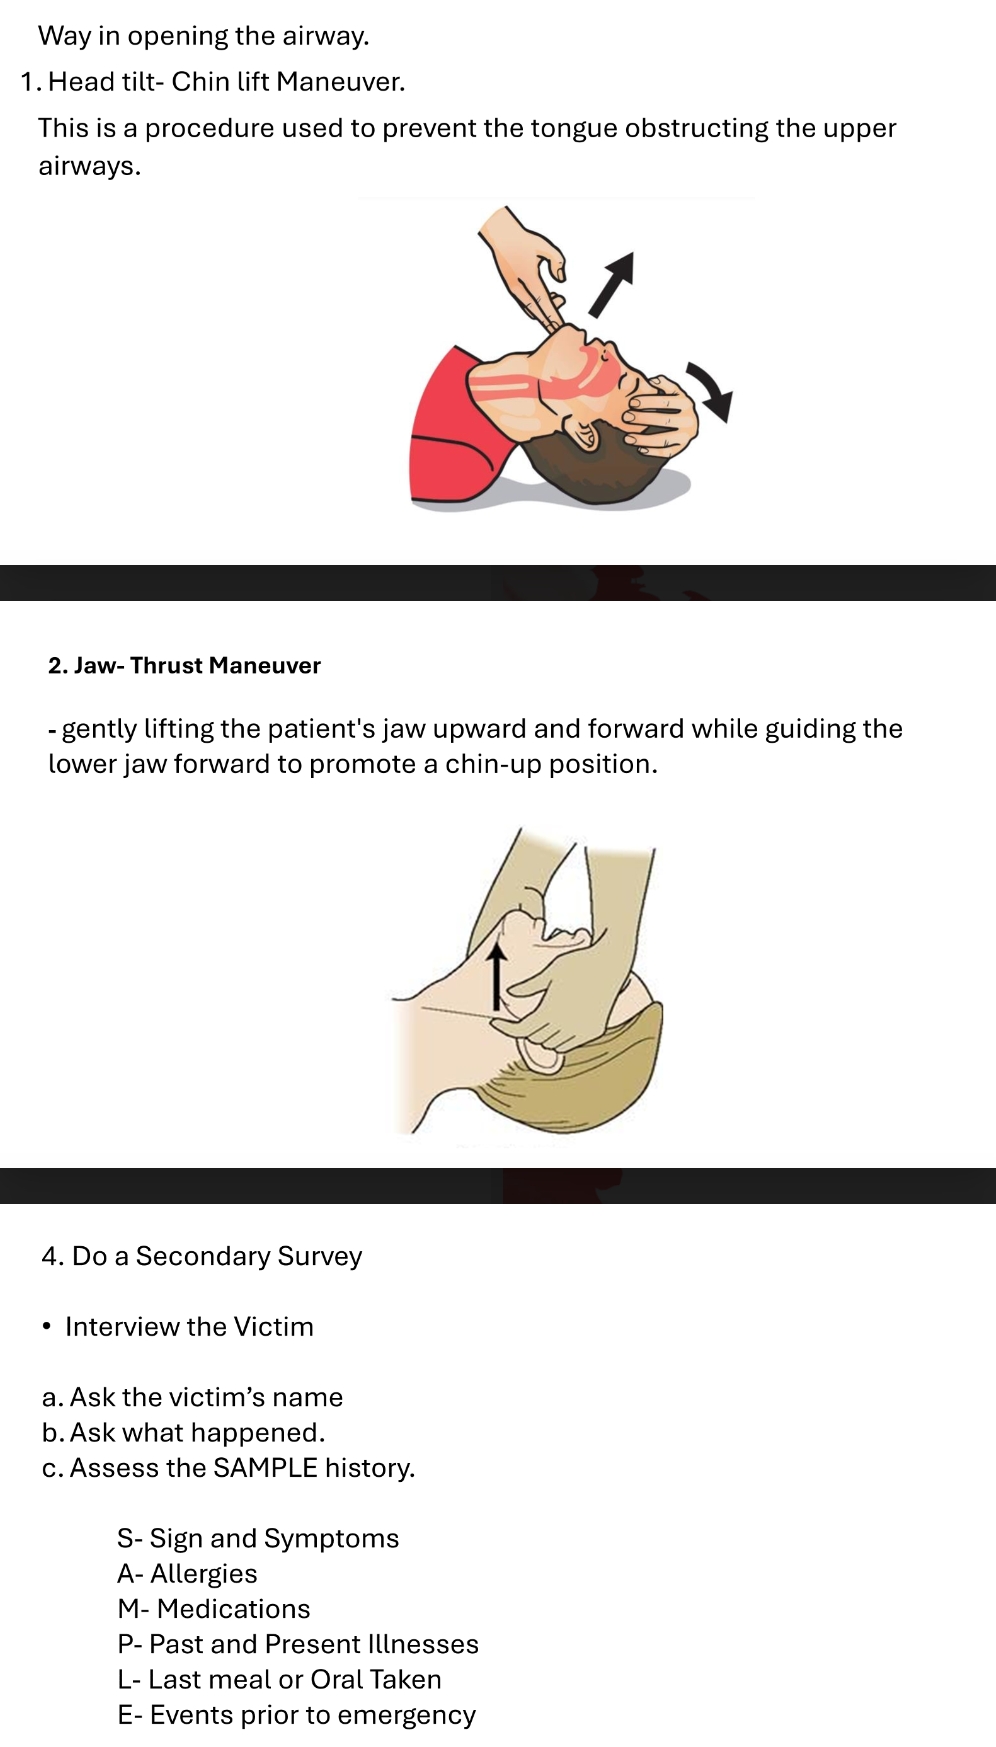 Way in opening the airway.
1. Head tilt- Chin lift Maneuver.
This is a procedure used to prevent the tongue obstructing the upper
airways.
2. Jaw- Thrust Maneuver
- gently lifting the patient's jaw upward and forward while guiding the
lower jaw forward to promote a chin-up position.
4. Do a Secondary Survey
• Interview the Victim
a. Ask the victim’s name
b. Ask what happened.
c. Assess the SAMPLE history.
S- Sign and Symptoms
A- Allergies
M- Medications
P- Past and Present Illnesses
L- Last meal or Oral Taken
E- Events prior to emergency